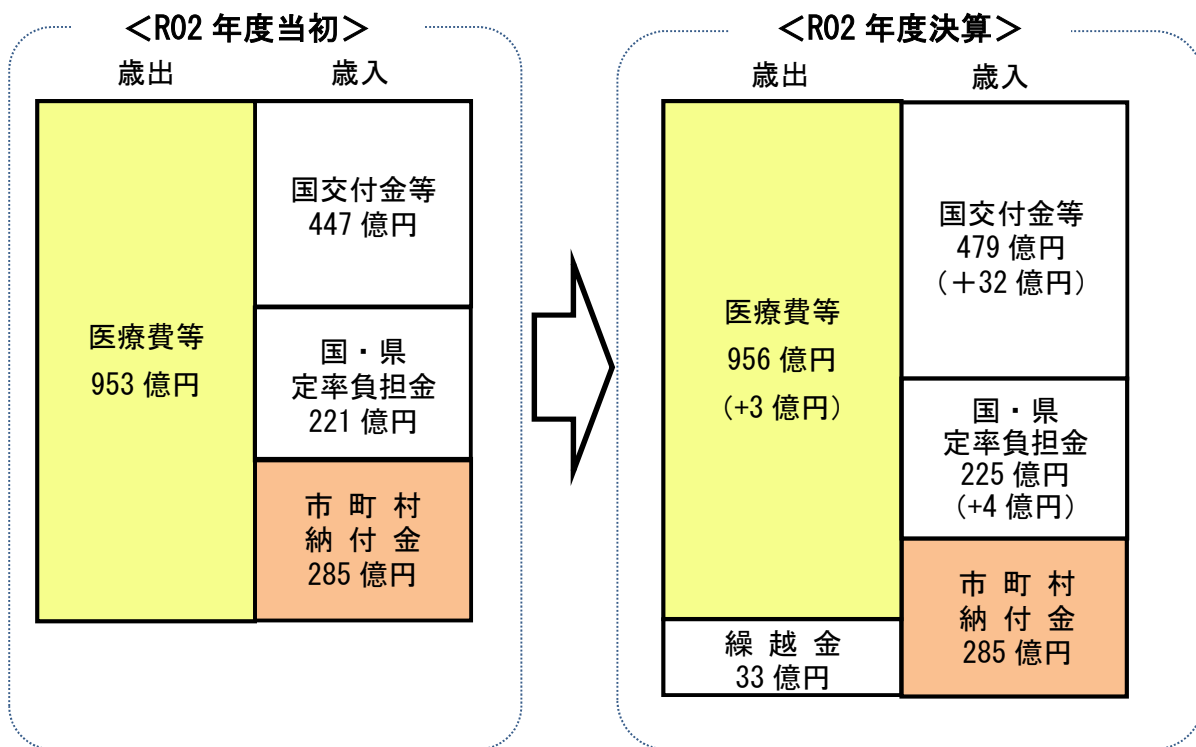 ＜R02 年度当初＞
歳出
歳入
医療費等
953 億円
国交付金等
447 億円
国・県
定率負担金
221 億円
市 町 村
納 付 金
285 億円
＜R02 年度決算＞
歳出
歳入
医療費等
956 億円
(+3 億円)
繰 越 金
33 億円
国交付金等
479 億円
（＋32 億円）
国・県
定率負担金
225 億円
(+4 億円)
市 町 村
納 付 金
285 億円